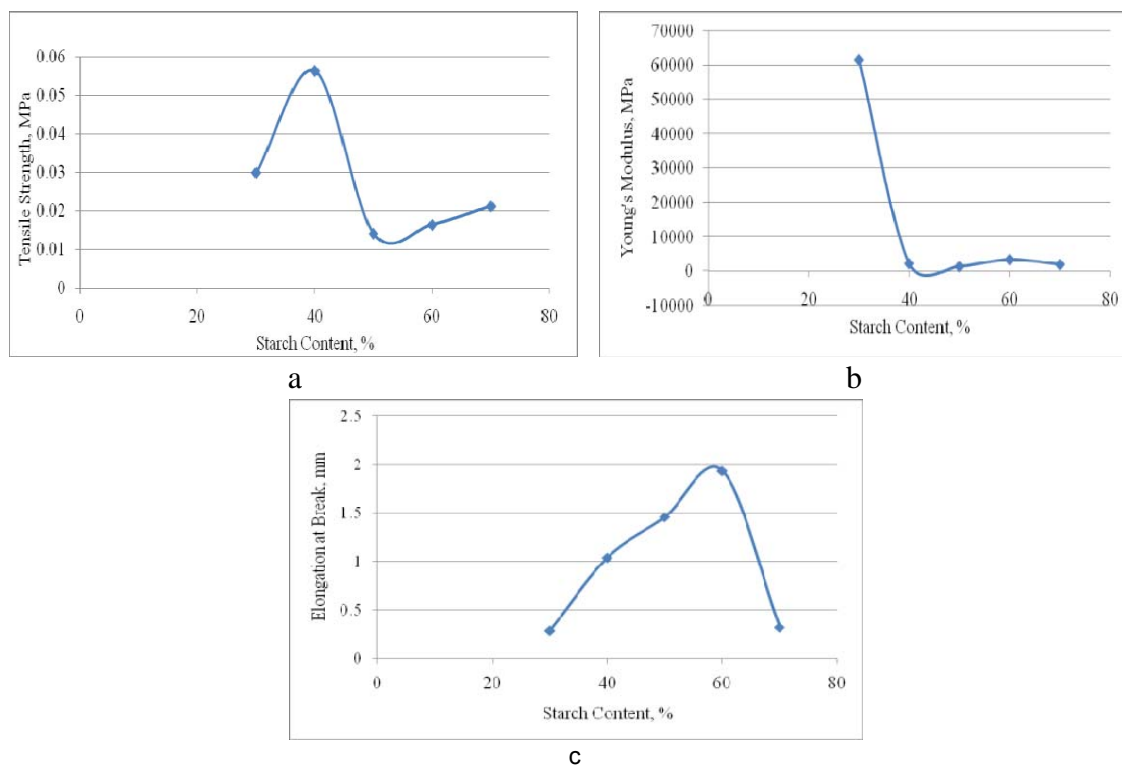 0.06
0.05
0.04
0.03
0.02
0.01
0
Tensile Strength, MPa
0 20 40 60 80
Starch Content, %
a
70000
60000
50000
40000
30000
20000
10000
0
-10000
Young's Modulus, MPa
0 20 40 60 80
Starch Content, %
b
2.5
2
1.5
1
0.5
0
Elongation at Break, mm
0 20 40 60 80
Starch Content, %
c